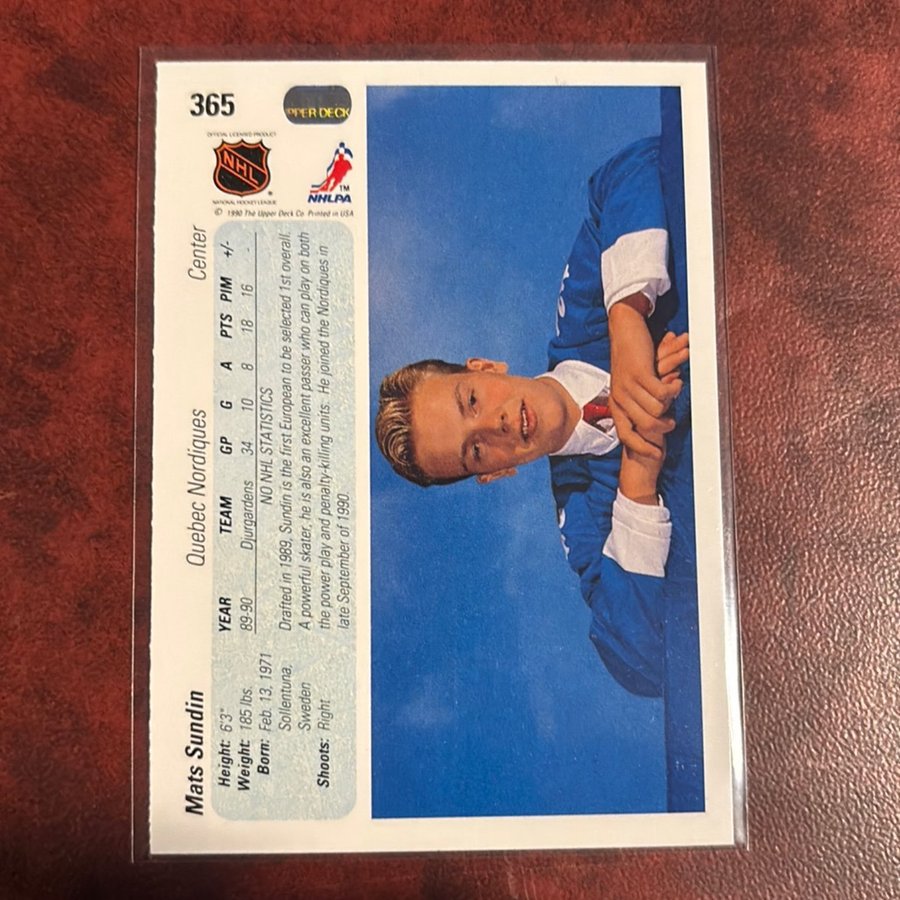 365
PPER DECK
OFFICIAL LICENSED PRODUCT
NHL
®
NATIONAL HOCKEY LEAGUE
TM
NHLPA
© 1990 The Upper Deck Co. Printed in USA
Mats Sundin Quebec Nordiques Center
Height: 6'3"
Weight: 185 lbs.
Born: Feb. 13, 1971
Sollentuna,
Sweden
Shoots: Right
YEAR TEAM GP G A PTS PIM +/-
89-90 Djurgardens 34 10 8 18 16 -
NO NHL STATISTICS
Drafted in 1989, Sundin is the first European to be selected 1st overall.
A powerful skater, he is also an excellent passer who can play on both
the power play and penalty-killing units. He joined the Nordiques in
late September of 1990.